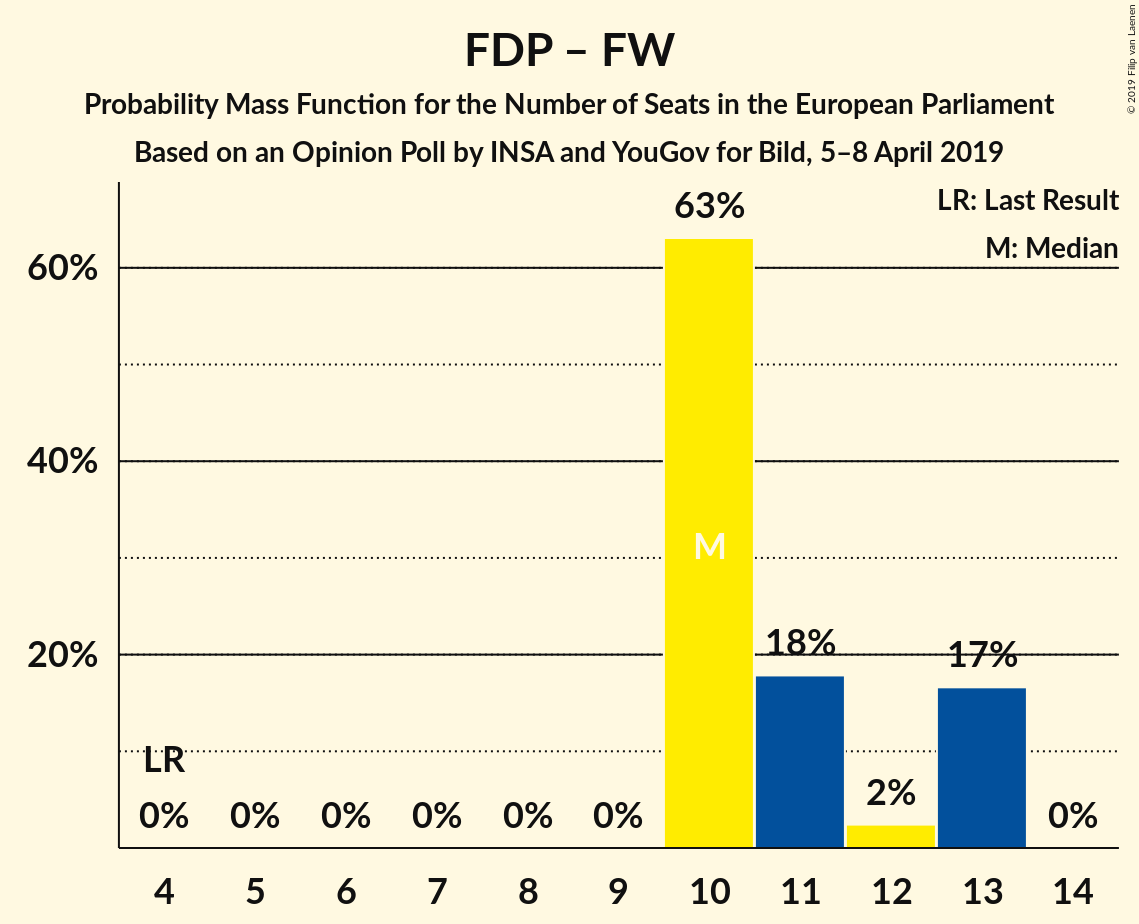 FDP – FW
Probability Mass Function for the Number of Seats in the European Parliament
Based on an Opinion Poll by INSA and YouGov for Bild, 5–8 April 2019
© 2019 Filip van Laenen
LR: Last Result
M: Median
63%
60%
40%
M
20%
18%
17%
LR
2%
0% 0% 0% 0% 0% 0% 0%
4 5 6 7 8 9 10 11 12 13 14